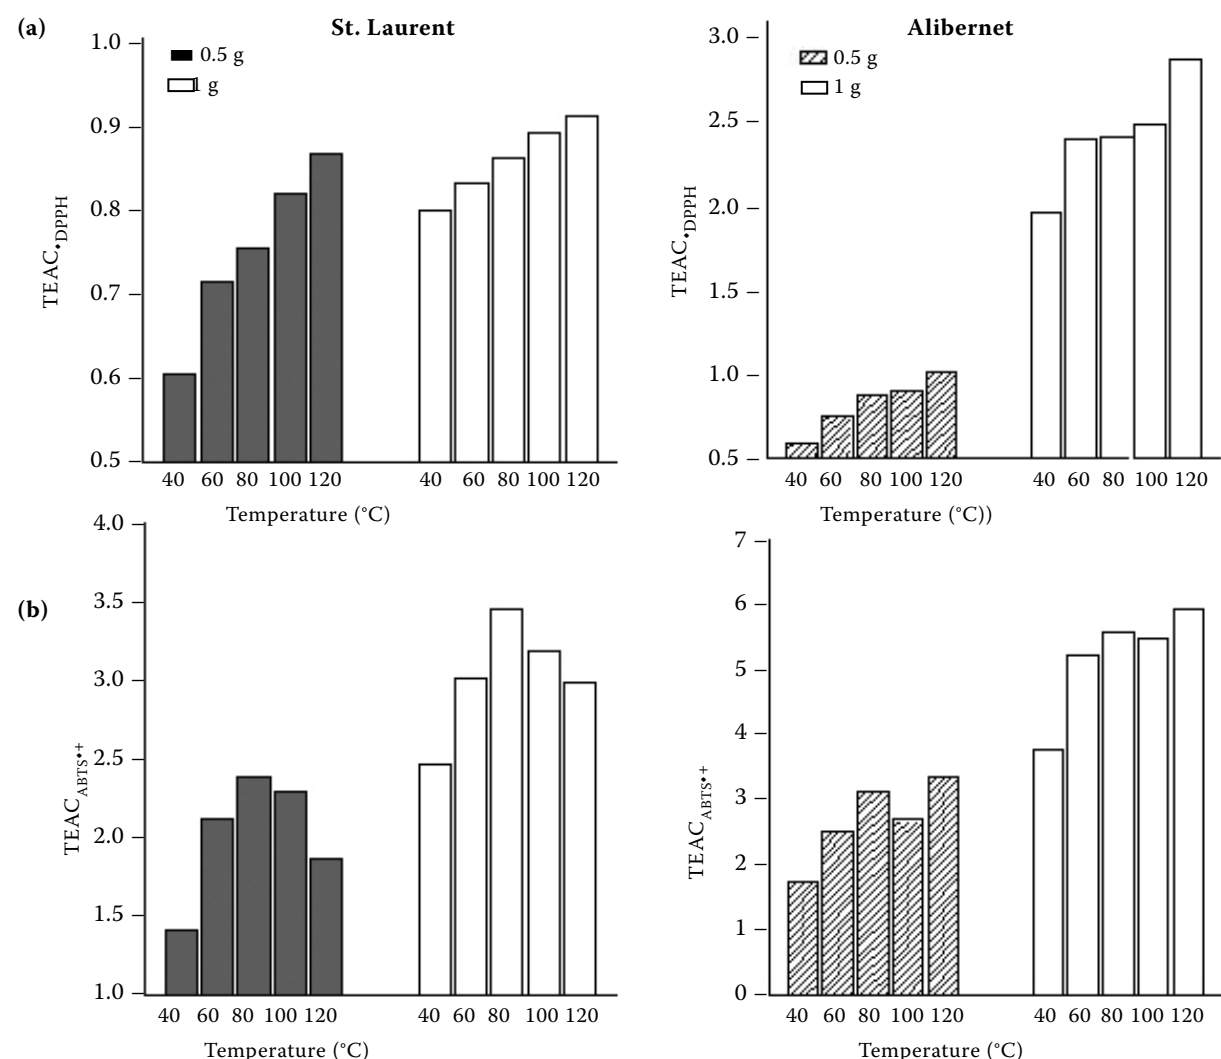 (a)
St. Laurent
1.0
0.9
0.8
0.7
0.6
0.5
TEAC•DPPH
0.5 g
1 g
40 60 80 100 120 40 60 80 100 120
Temperature (°C)
Alibernet
3.0
2.5
2.0
1.5
1.0
0.5
TEAC•DPPH
0.5 g
1 g
40 60 80 100 120 40 60 80 100 120
Temperature (°C))
(b)
4.0
3.5
3.0
2.5
2.0
1.5
1.0
TEACABTS•+
40 60 80 100 120 40 60 80 100 120
Temperature (°C)
7
6
5
4
3
2
1
0
TEACABTS•+
40 60 80 100 120 40 60 80 100 120
Temperature (°C)